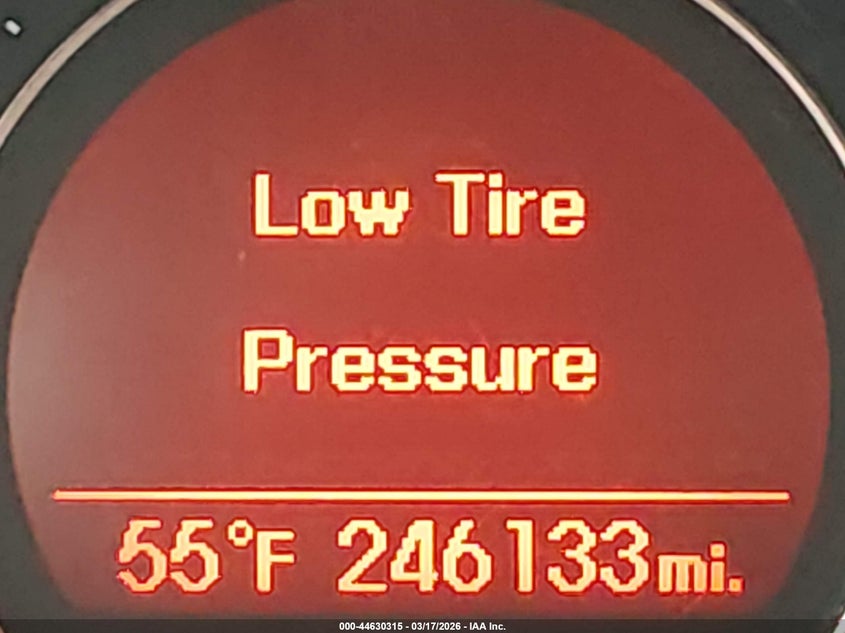 Low Tire
Pressure
55°F 246133mi.
000-44630315 - 03/17/2026 - IAA Inc.